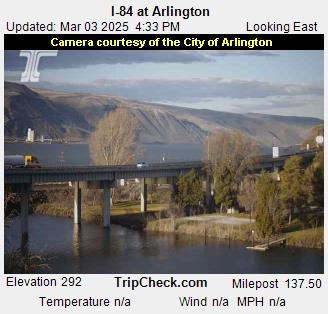 I-84 at Arlington
Updated: Mar 03 2025 4:33 PM Looking East
Camera courtesy of the City of Arlington
Elevation 292 TripCheck.com Milepost 137.50
Temperature n/a Wind n/a MPH n/a